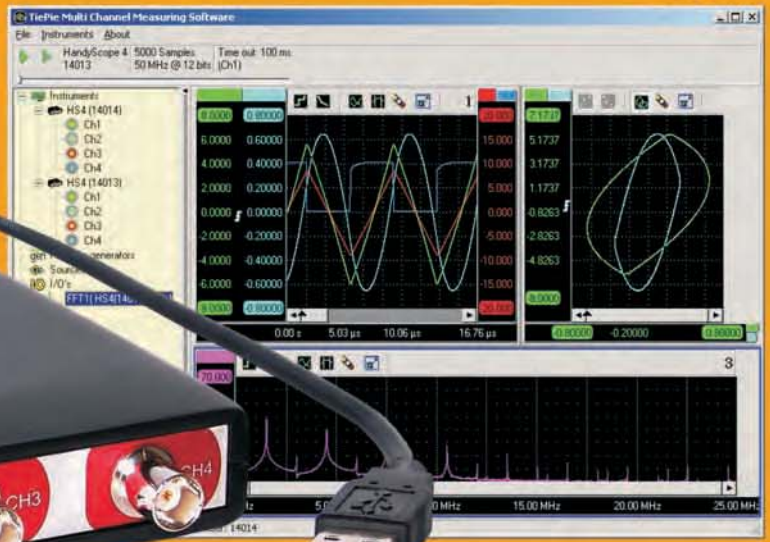 TiePie Multi Channel Measuring Software
File Instruments About
HandyScope 4 5000 Samples Time out: 100 ms
14013 50 MHz @ 12 bits (Ch1)
Instruments
HS4 (14014)
Ch1
Ch2
Ch3
Ch4
HS4 (14013)
Ch1
Ch2
Ch3
Ch4
generators
I/O's
FFT1(HS4(140
8.0000 0.80000
6.0000 0.60000
4.0000 0.40000
2.0000 0.20000
0.0000 0.00000
-2.0000 -0.20000
-4.0000 -0.40000
-6.0000 -0.60000
-8.0000 -0.80000
1
20.000
15.000
10.000
5.000
0.000
-5.000
-10.000
-15.000
-20.000
0.00 s 5.03 µs 10.06 µs 16.76 µs
7.1737
5.1737
3.1737
1.1737
-0.8263
-2.8263
-4.8263
-8.9000
-0.80000 -0.20000 0.80000
3
70.000
15.00 MHz 20.00 MHz 25.00 MHz
14014
CH3
CH4